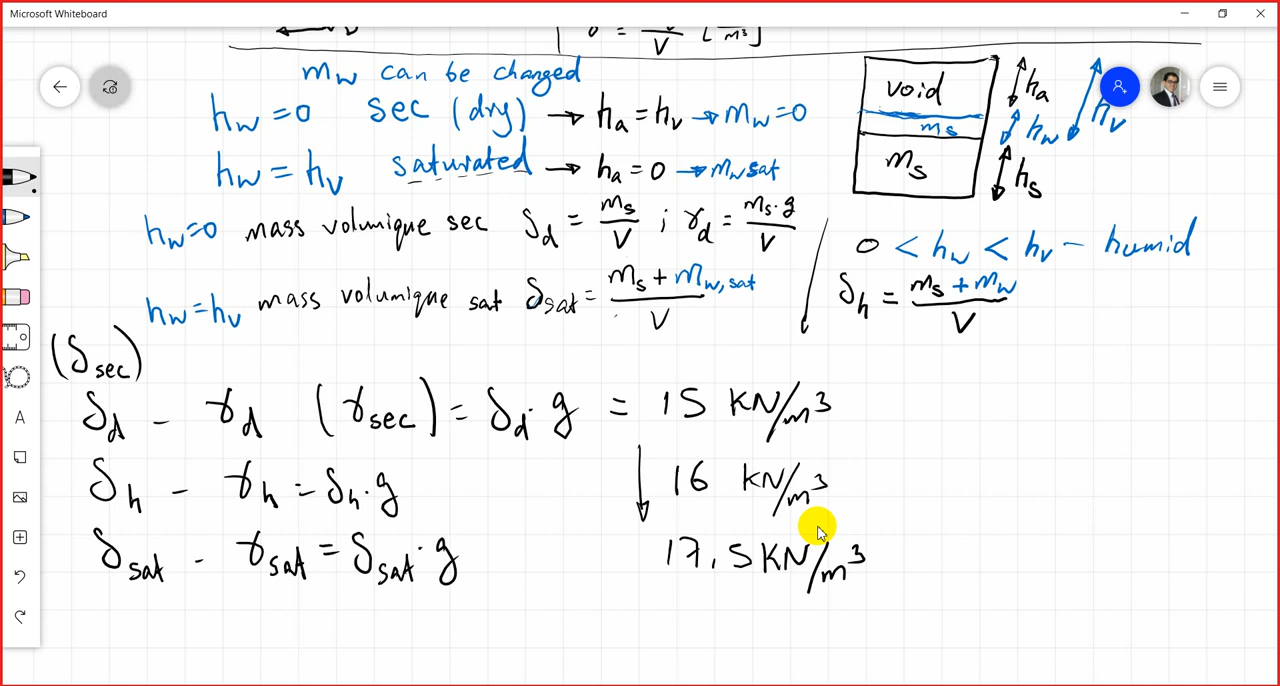 Microsoft Whiteboard
δ = / V [ / m³]
mw can be changed
hw = 0 sec (dry) → ha = hv → mw = 0
hw = hv saturated → ha = 0 → mw sat
hw = 0 mass volumique sec δd = ms / V ; γd = ms · g / V
hw = hv mass volumique sat δsat = ms + mw, sat / V
void
ms
ms
ha
hw
hv
hs
0 < hw < hv – humid
δh = ms + mw / V
(δsec)
δd – γd (γsec) = δd · g = 15 KN/m³
δh – γh = δh · g 16 KN/m³
δsat – γsat = δsat · g 17,5 KN/m³
A